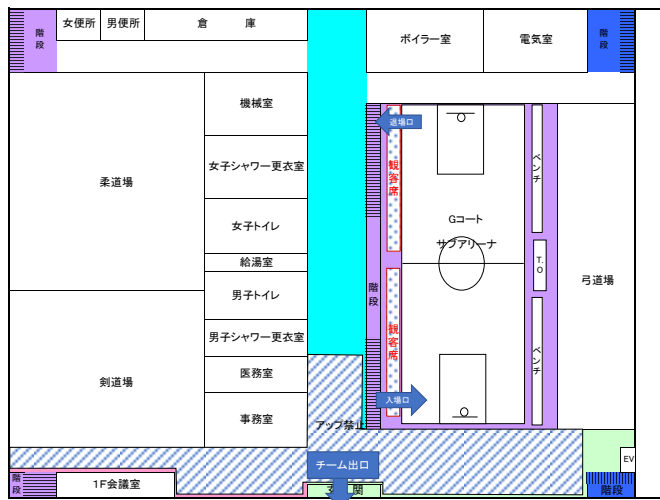 階段
女便所
男便所
倉庫
ボイラー室
電気室
階段
機械室
退場口
観客席
ベンチ
柔道場
女子シャワー更衣室
女子トイレ
Gコート
サブアリーナ
給湯室
T.O
弓道場
男子トイレ
階段
男子シャワー更衣室
観客席
ベンチ
剣道場
医務室
入場口
事務室
アップ禁止
チーム出口
EV
階段
1F会議室
玄関
階段